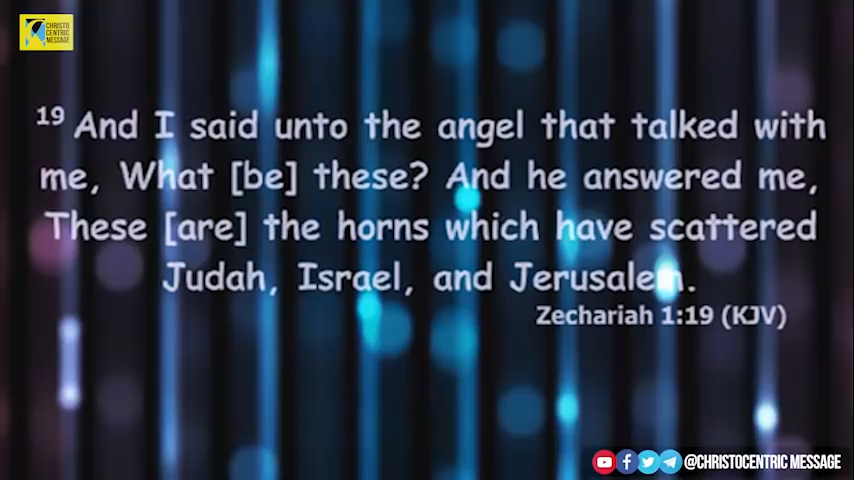 CHRISTO
CENTRIC
MESSAGE
19 And I said unto the angel that talked with
me, What [be] these? And he answered me,
These [are] the horns which have scattered
Judah, Israel, and Jerusalem.
Zechariah 1:19 (KJV)
@CHRISTOCENTRIC MESSAGE